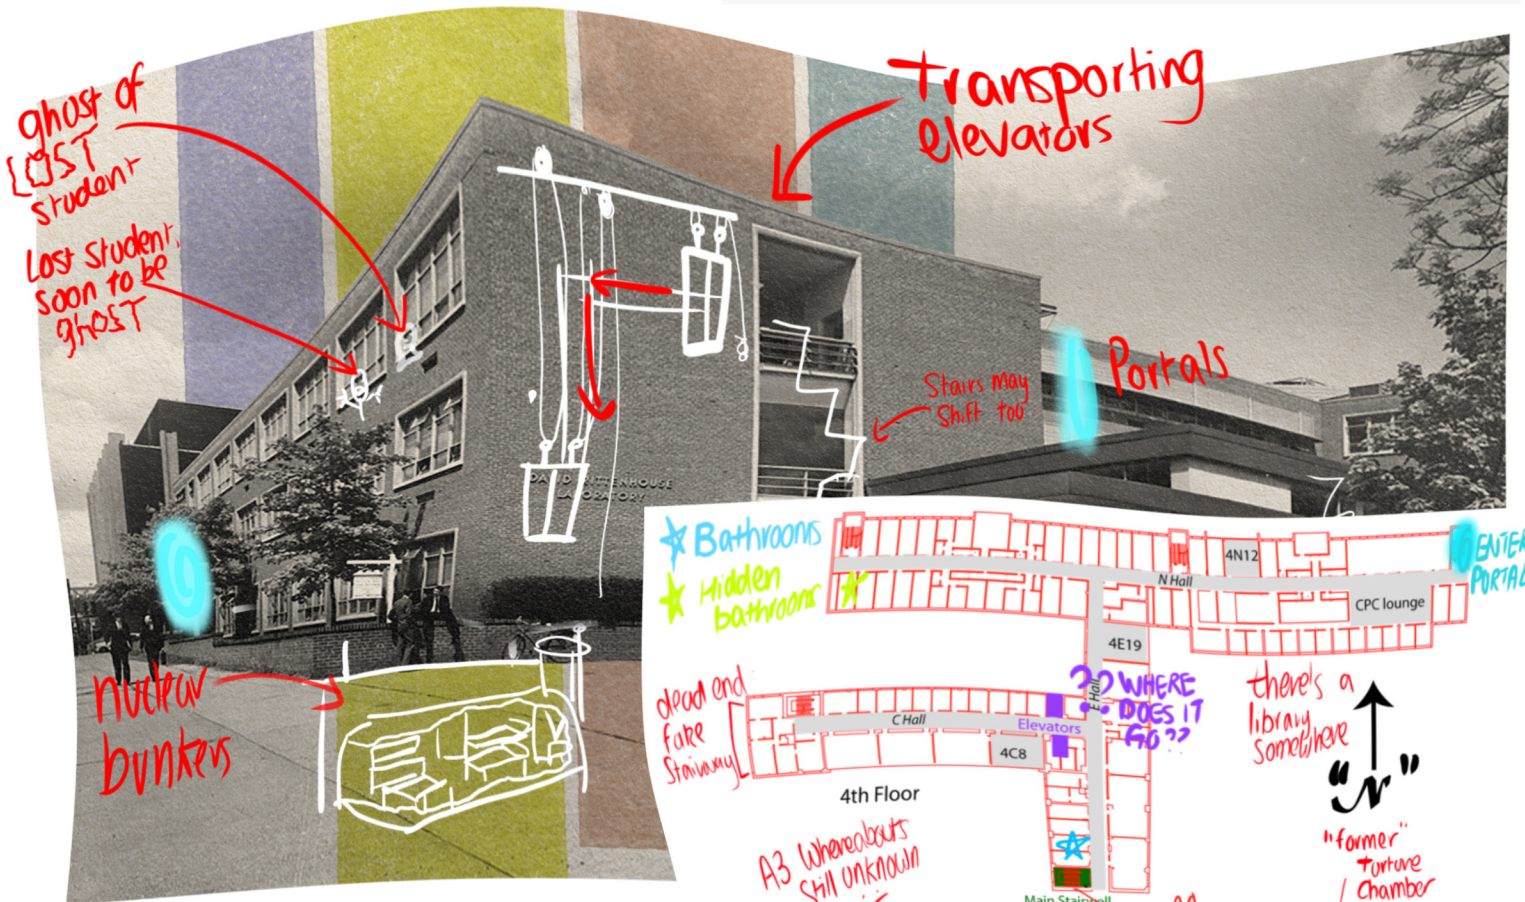 ghost of
LOST
student
Lost student,
soon to be
ghOST
Transporting
elevators
Stairs may
Shift too
Portals
DAVID RITTENHOUSE
LABORATORY
nuclear
bunkers
Bathrooms
Hidden
bathrooms
4N12
N Hall
CPC lounge
ENTER
PORTAL
4E19
E Hall
?? WHERE
DOES IT
GO??
dead end
fake
Stairway
C Hall
Elevators
4C8
4th Floor
there's a
library
Somewhere
"N"
A3 Whereabouts
Still unknown
"former"
Torture
Chamber
Main Stairwell